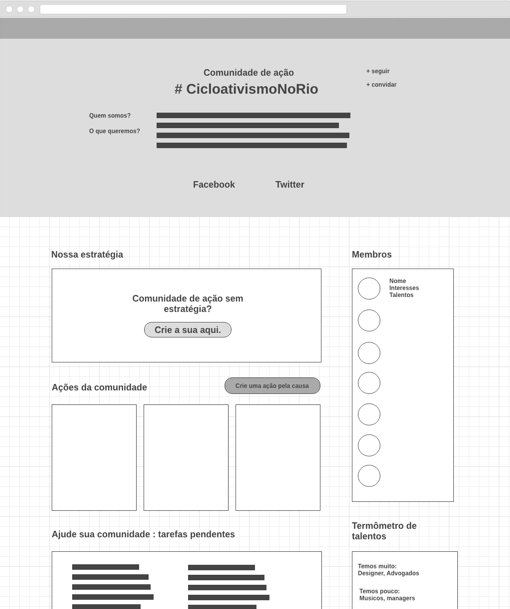 Comunidade de ação
# CicloativismoNoRio
+ seguir
+ convidar
Quem somos?
O que queremos?
Facebook
Twitter
Nossa estratégia
Comunidade de ação sem
estratégia?
Crie a sua aqui.
Membros
Nome
Interesses
Talentos
Ações da comunidade
Crie uma ação pela causa
Ajude sua comunidade : tarefas pendentes
Termômetro de
talentos
Temos muito:
Designer, Advogados
Temos pouco:
Musicos, managers